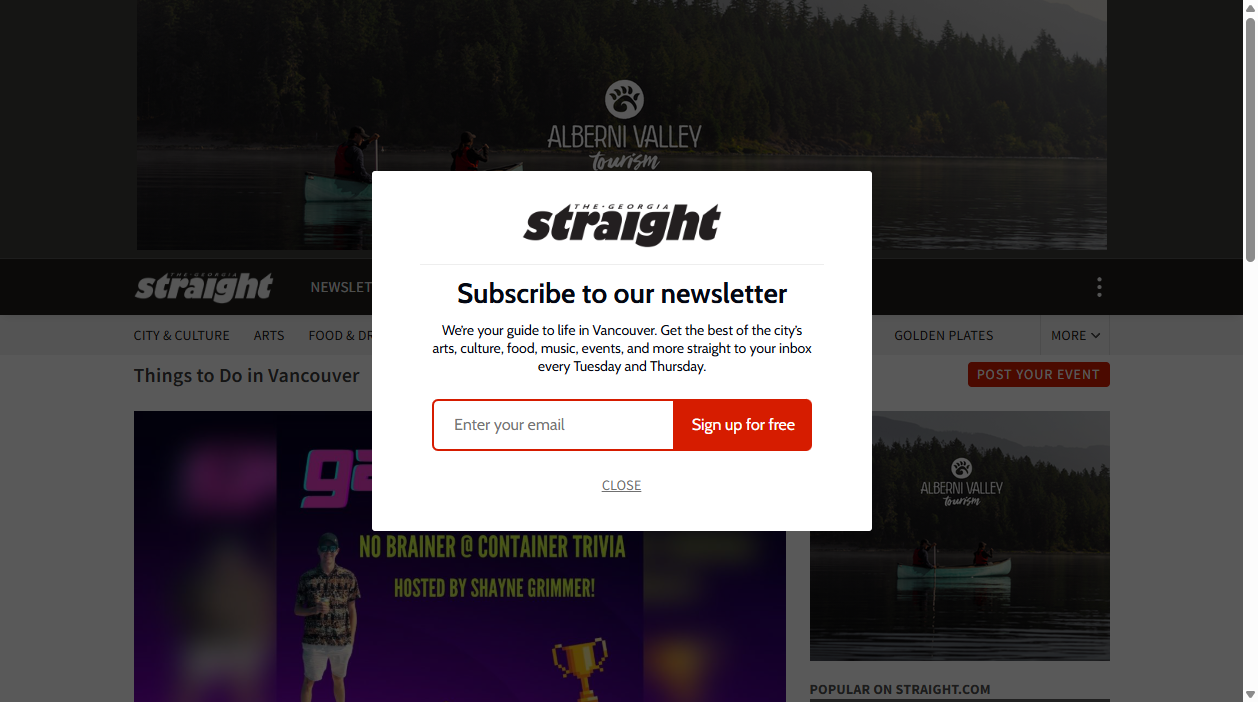 ALBERNI VALLEY
tourism
THE GEORGIA
straight
Subscribe to our newsletter
We're your guide to life in Vancouver. Get the best of the city's
arts, culture, food, music, events, and more straight to your inbox
every Tuesday and Thursday.
Enter your email
Sign up for free
CLOSE
THE GEORGIA
straight
NEWSLET
CITY & CULTURE
ARTS
FOOD & DR
GOLDEN PLATES
MORE
Things to Do in Vancouver
POST YOUR EVENT
NO BRAINER @ CONTAINER TRIVIA
HOSTED BY SHAYNE GRIMMER!
ALBERNI VALLEY
tourism
POPULAR ON STRAIGHT.COM